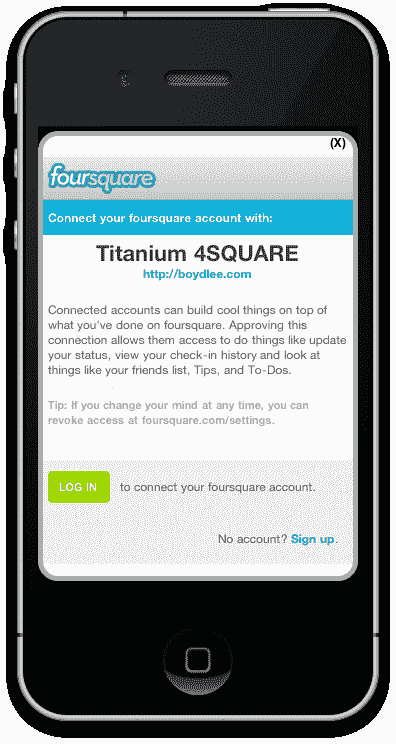 (X)
foursquare
Connect your foursquare account with:
Titanium 4SQUARE
http://boydlee.com
Connected accounts can build cool things on top of
what you've done on foursquare. Approving this
connection allows them access to do things like update
your status, view your check-in history and look at
things like your friends list, Tips, and To-Dos.
Tip: If you change your mind at any time, you can
revoke access at foursquare.com/settings.
LOG IN to connect your foursquare account.
No account? Sign up.